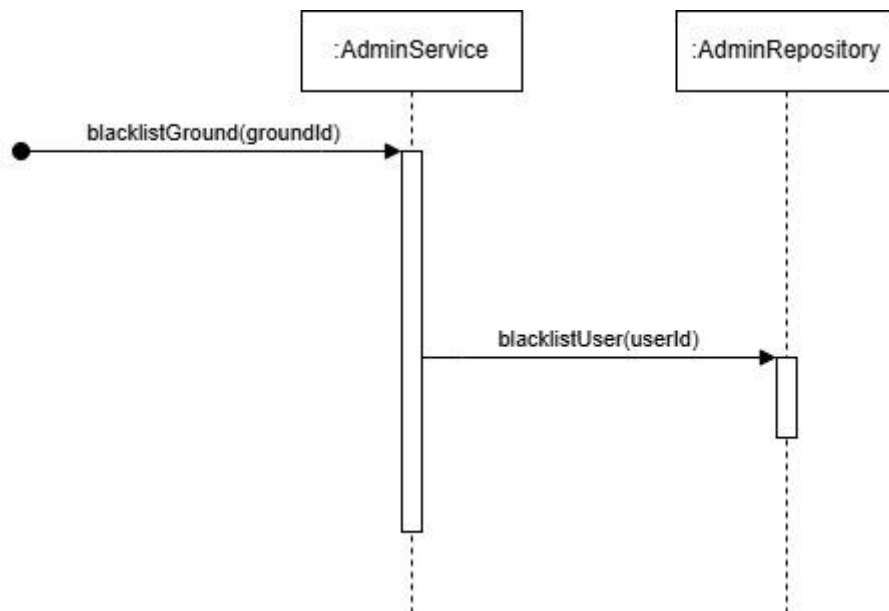 :AdminService
:AdminRepository
blacklistGround(groundId)
blacklistUser(userId)